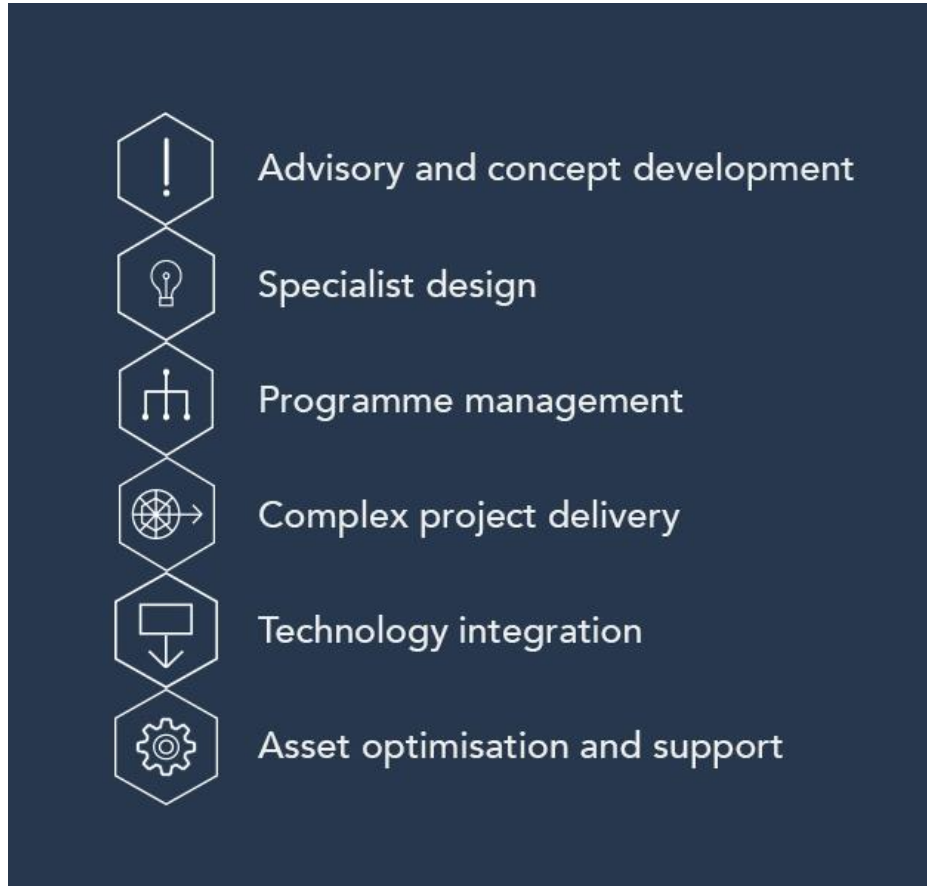 Advisory and concept development
Specialist design
Programme management
Complex project delivery
Technology integration
Asset optimisation and support